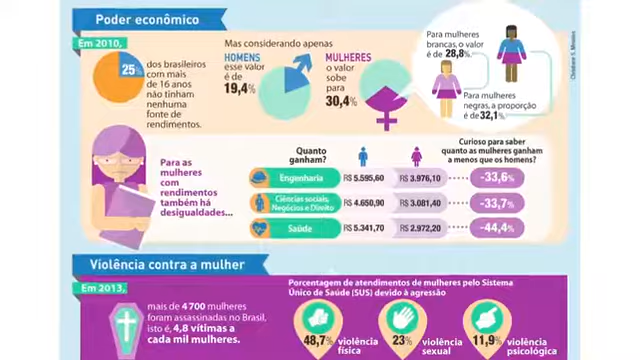 Poder econômico
Em 2010,
25%
dos brasileiros
com mais
de 16 anos
não tinham
nenhuma
fonte de
rendimentos.
Mas considerando apenas
HOMENS
esse valor
é de
19,4%
MULHERES
o valor
sobe
para
30,4%
Para mulheres
brancas, o valor
é de 28,8%
Para mulheres
negras, a proporção
é de 32,1%
Para as
mulheres
com
rendimentos
também há
desigualdades...
Quanto
ganham?
Curioso para saber
quanto as mulheres ganham
a menos que os homens?
Engenharia R$ 5.595,60 R$ 3.976,10 -33,6%
Ciências sociais,
Negócios e Direito R$ 4.650,90 R$ 3.081,40 -33,7%
Saúde R$ 5.341,70 R$ 2.972,20 -44,4%
Violência contra a mulher
Em 2013,
mais de 4 700 mulheres
foram assassinadas no Brasil,
isto é, 4,8 vítimas a
cada mil mulheres.
Porcentagem de atendimentos de mulheres pelo Sistema
Único de Saúde (SUS) devido à agressão
48,7% violência
física
23% violência
sexual
11,9% violência
psicológica